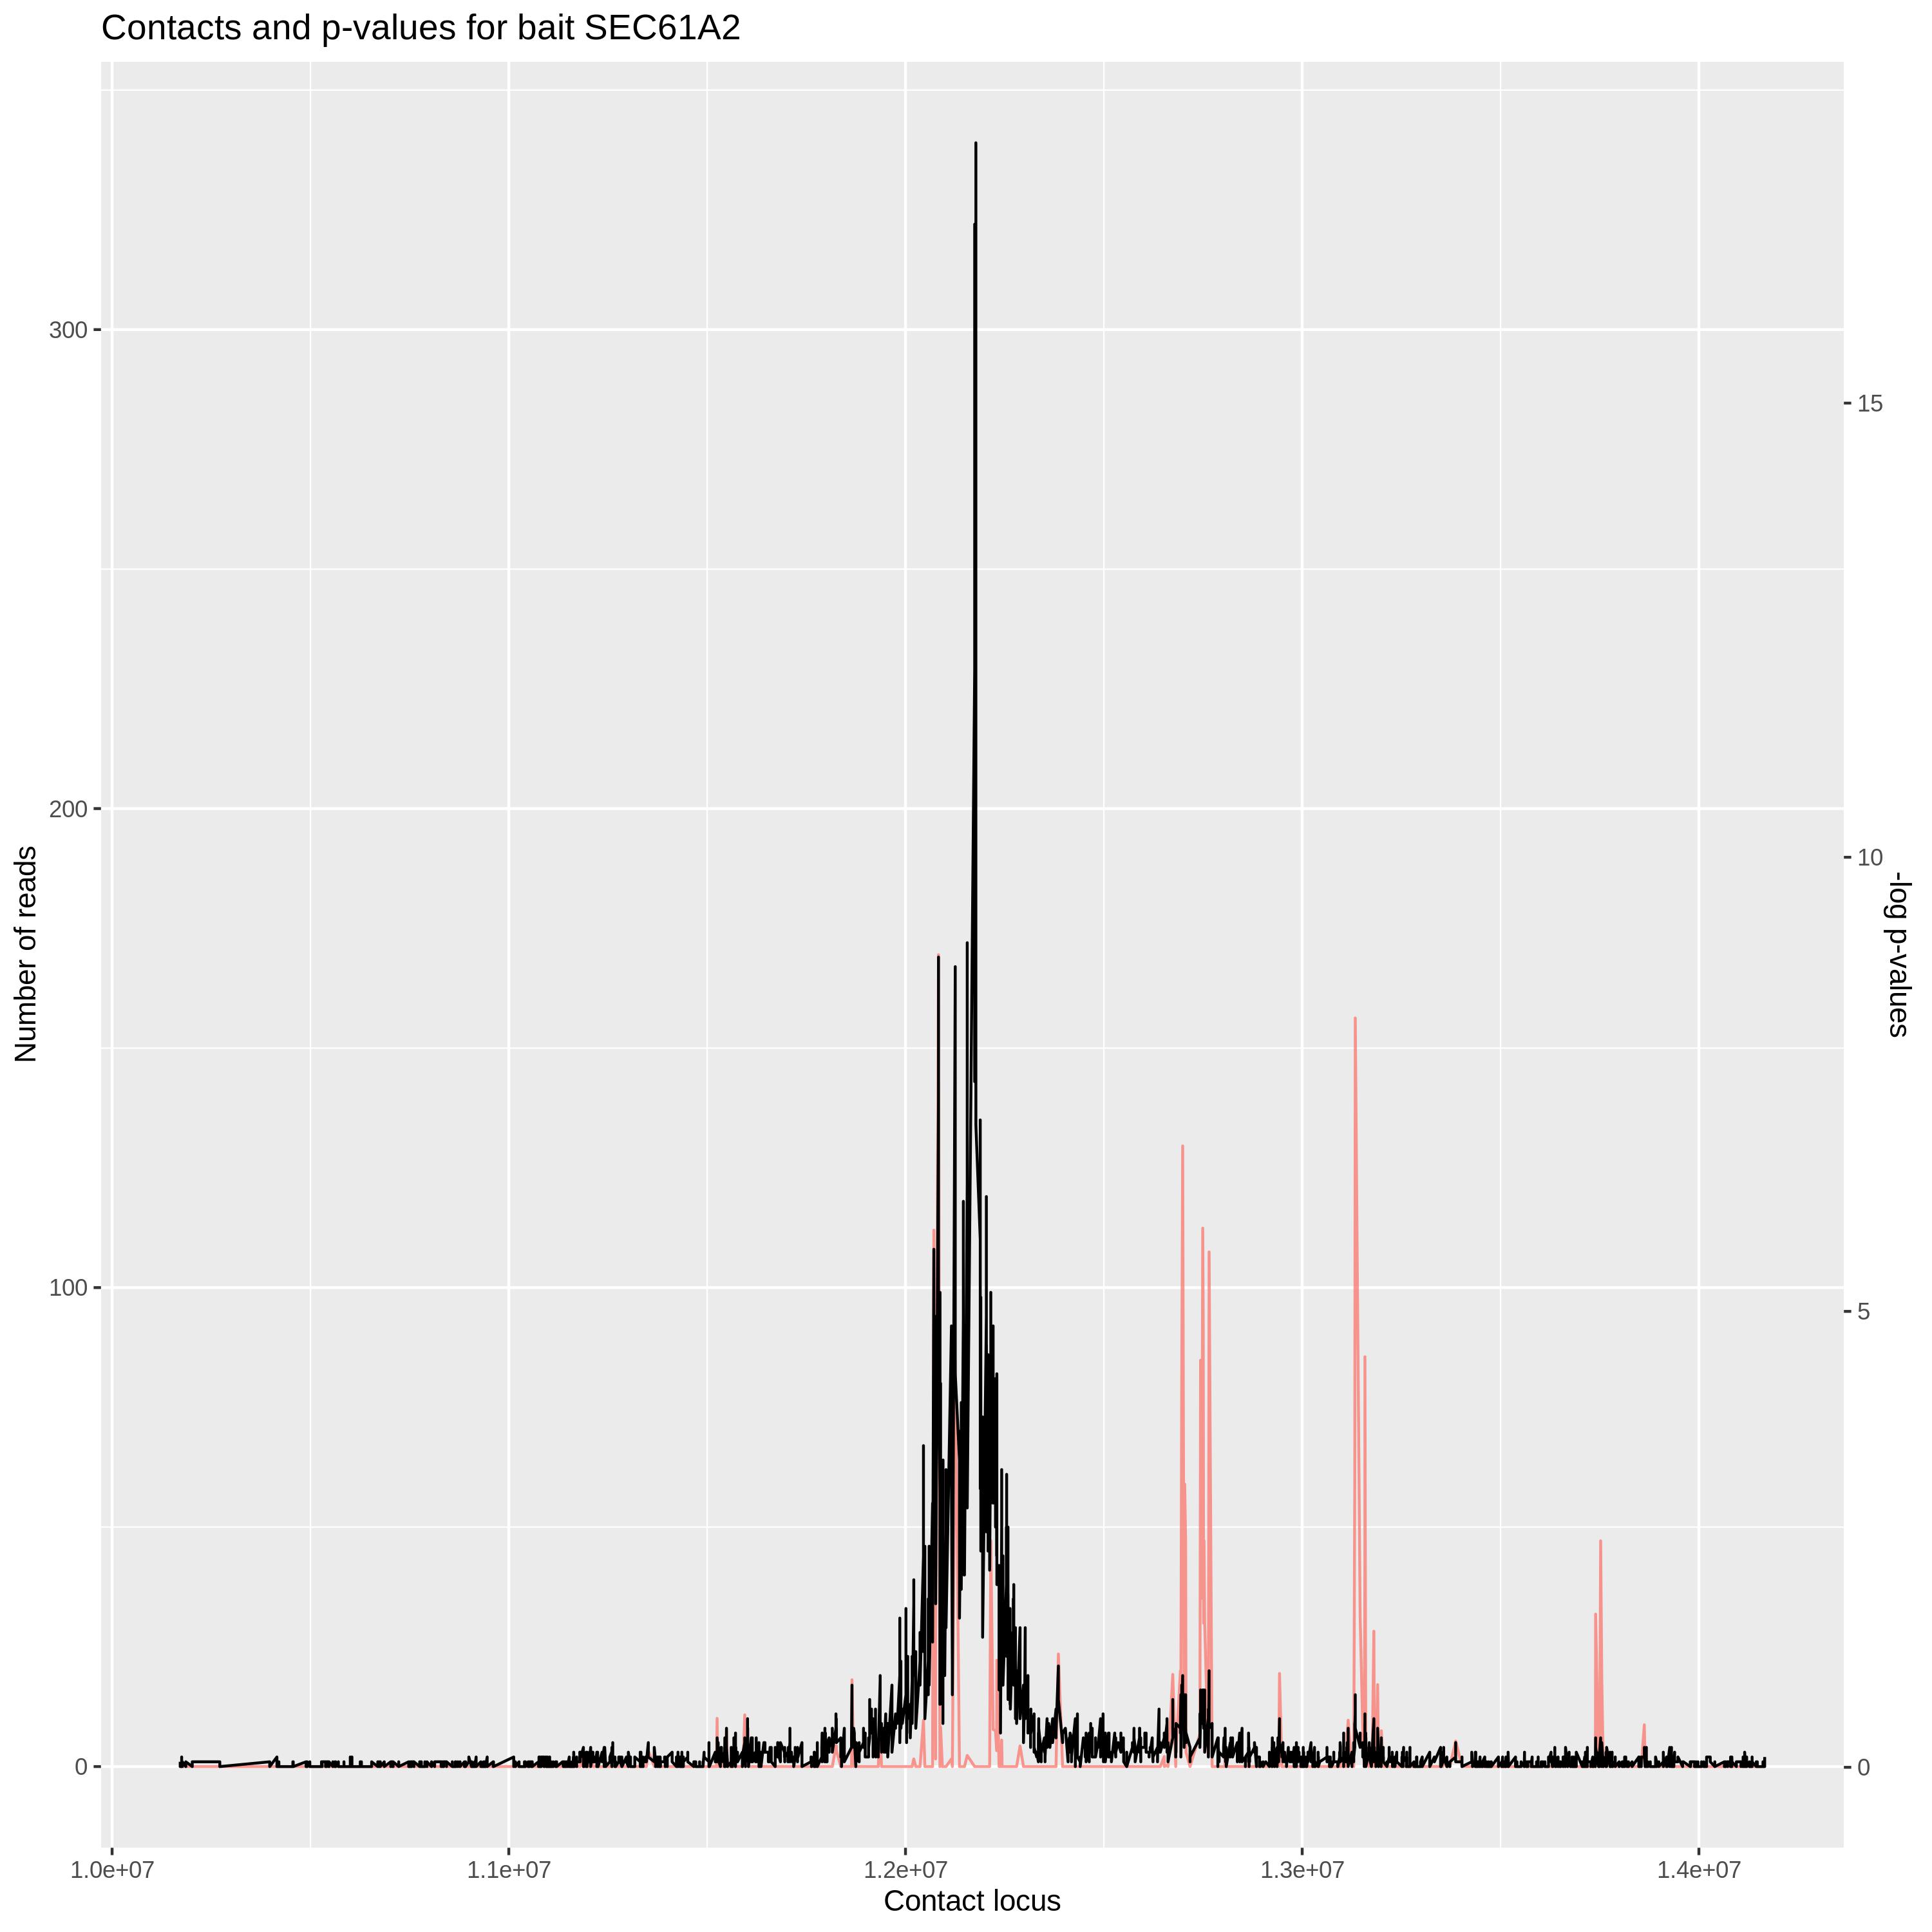 Contacts and p-values for bait SEC61A2
300
200
100
0
Number of reads
15
10
5
0
-log p-values
1.0e+07
1.1e+07
1.2e+07
1.3e+07
1.4e+07
Contact locus